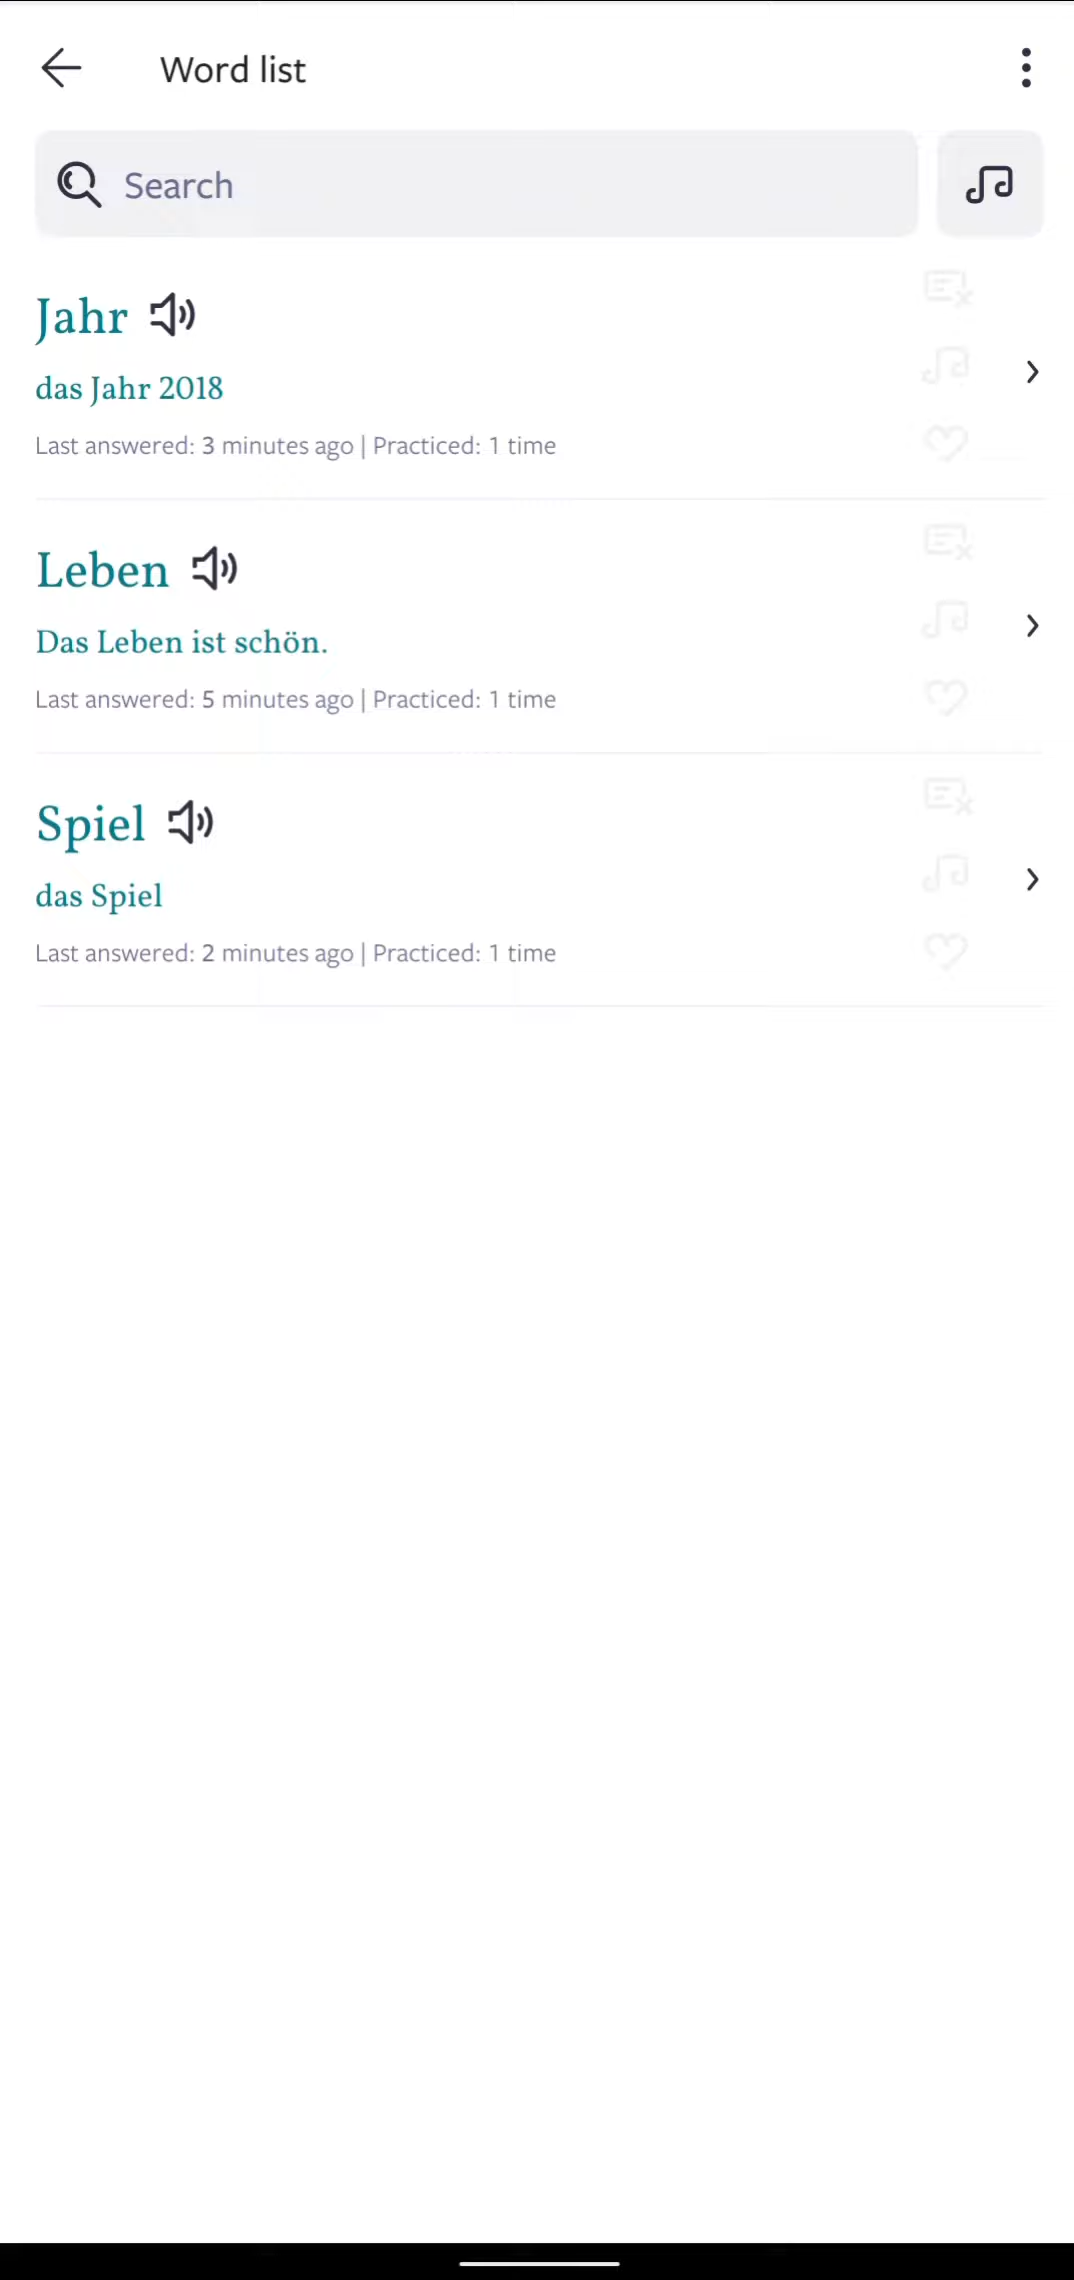 Word list
Search
Jahr
das Jahr 2018
Last answered: 3 minutes ago | Practiced: 1 time
Leben
Das Leben ist schön.
Last answered: 5 minutes ago | Practiced: 1 time
Spiel
das Spiel
Last answered: 2 minutes ago | Practiced: 1 time